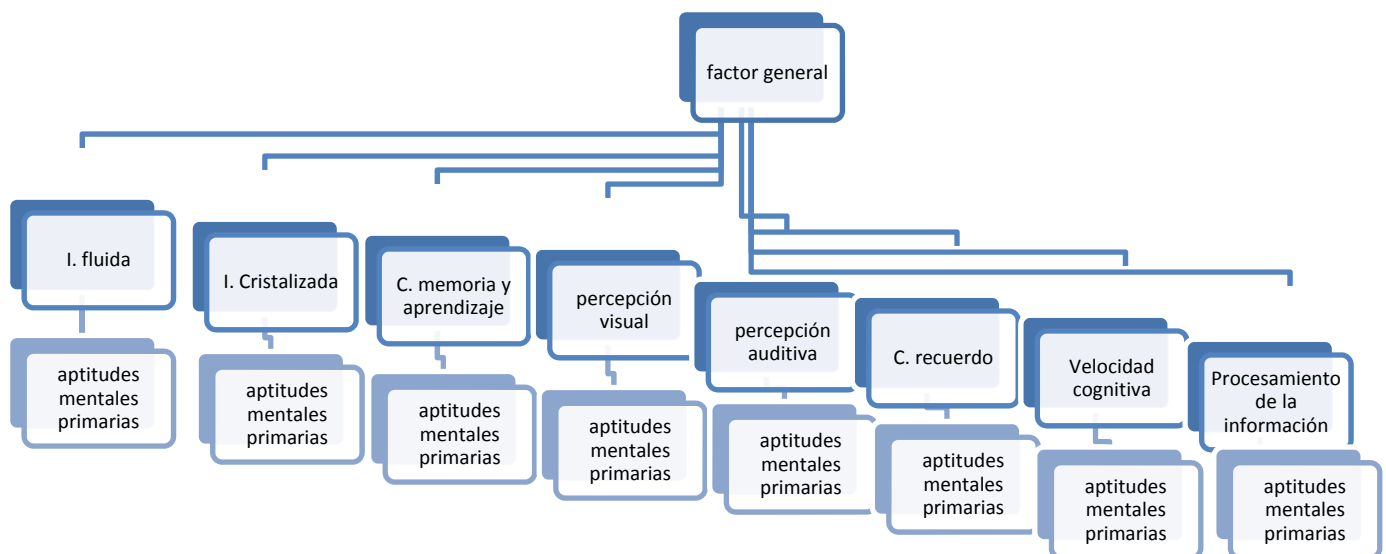 factor general
I. fluida
I. Cristalizada
C. memoria y
aprendizaje
percepción
visual
percepción
auditiva
C. recuerdo
Velocidad
cognitiva
Procesamiento
de la
información
aptitudes
mentales
primarias
aptitudes
mentales
primarias
aptitudes
mentales
primarias
aptitudes
mentales
primarias
aptitudes
mentales
primarias
aptitudes
mentales
primarias
aptitudes
mentales
primarias
aptitudes
mentales
primarias